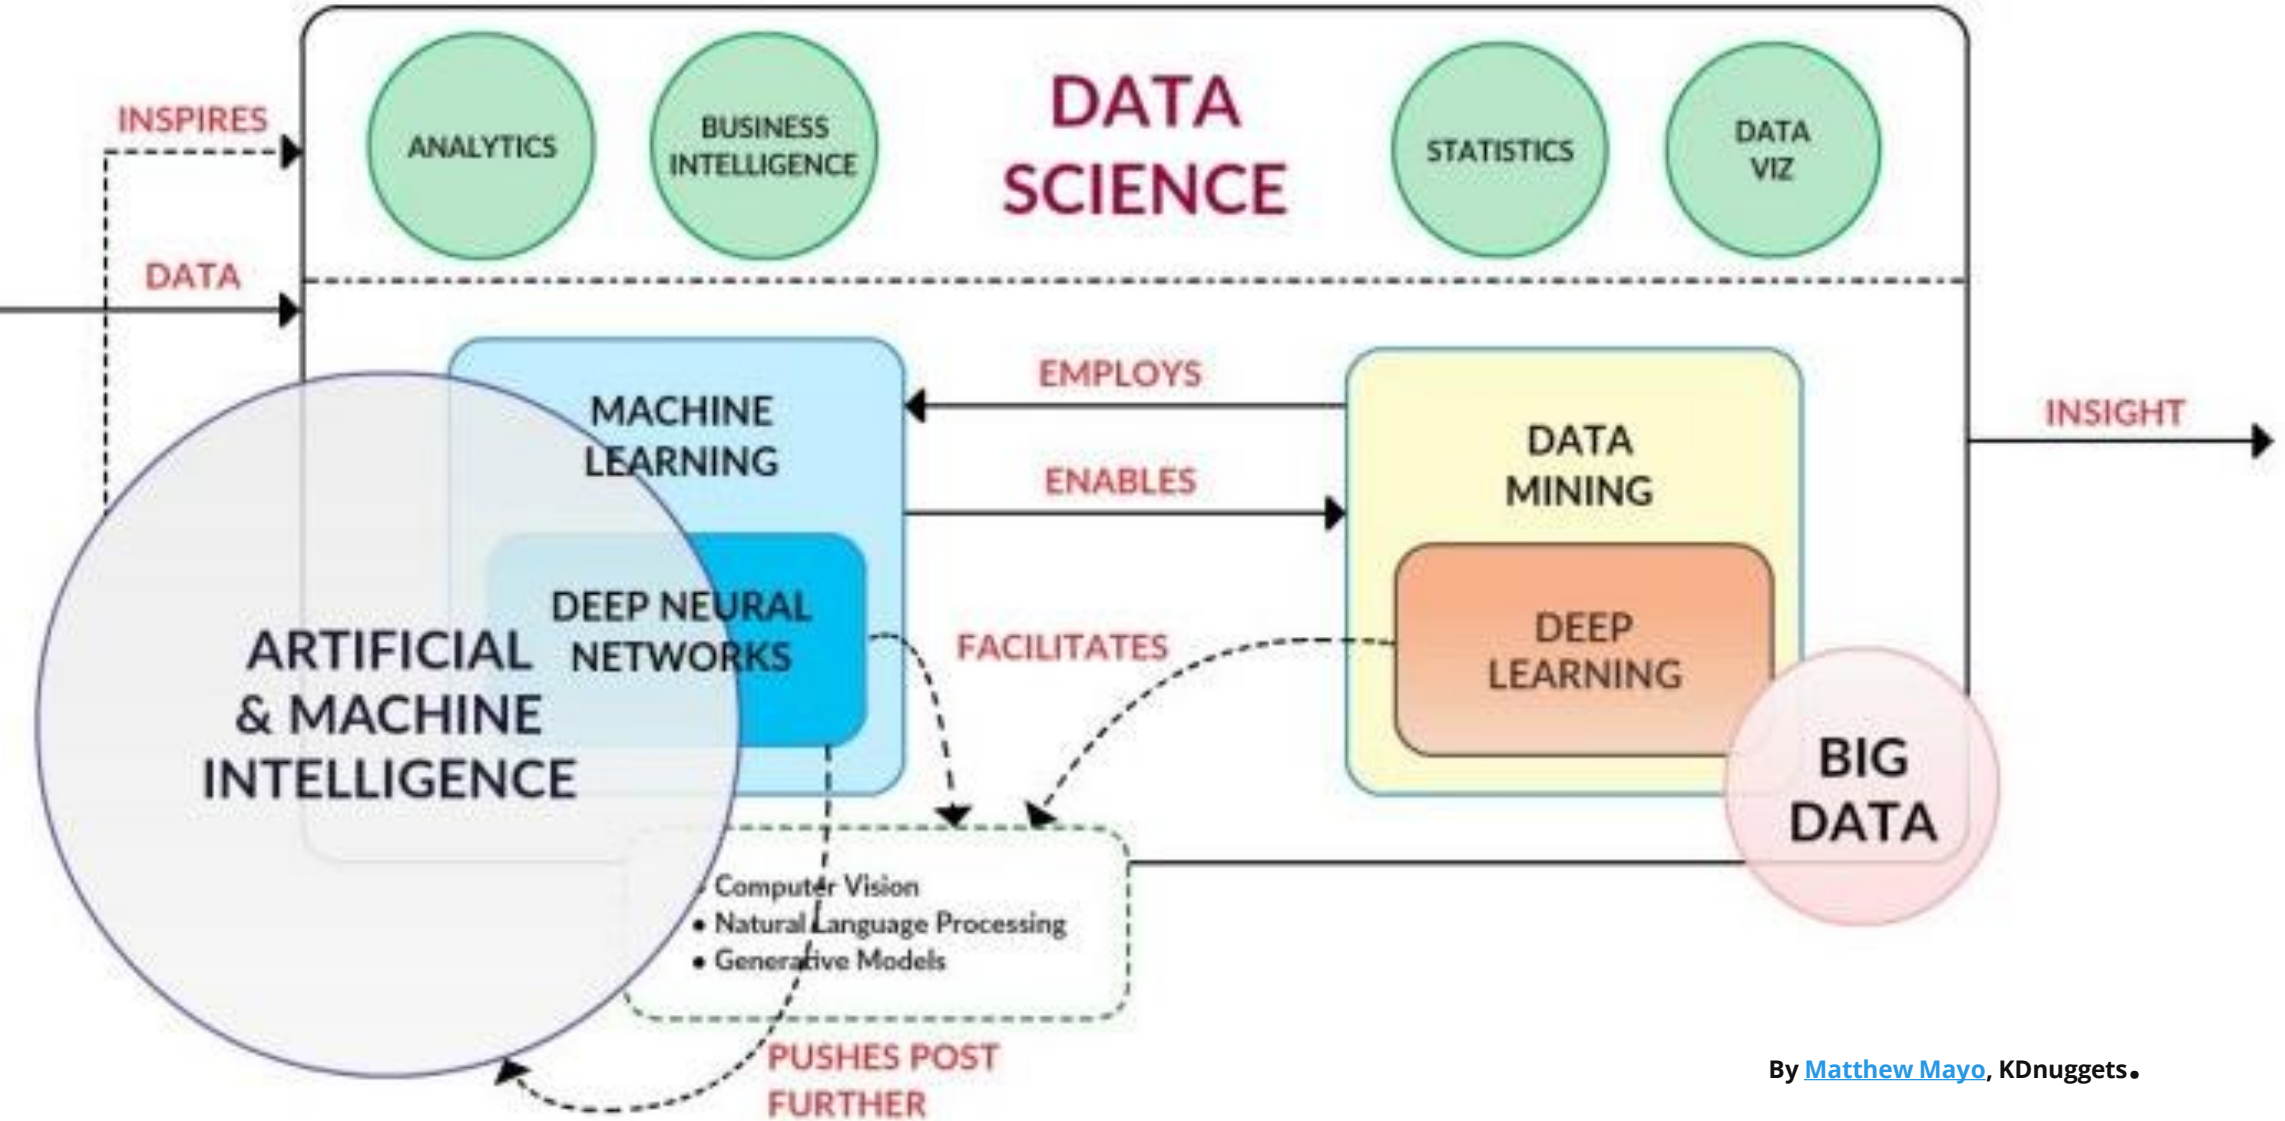 INSPIRES
DATA
ANALYTICS
BUSINESS
INTELLIGENCE
DATA
SCIENCE
STATISTICS
DATA
VIZ
MACHINE
LEARNING
EMPLOYS
ENABLES
DATA
MINING
INSIGHT
DEEP NEURAL
NETWORKS
FACILITATES
DEEP
LEARNING
ARTIFICIAL
& MACHINE
INTELLIGENCE
BIG
DATA
• Computer Vision
• Natural Language Processing
• Generative Models
PUSHES POST
FURTHER
By Matthew Mayo, KDnuggets.